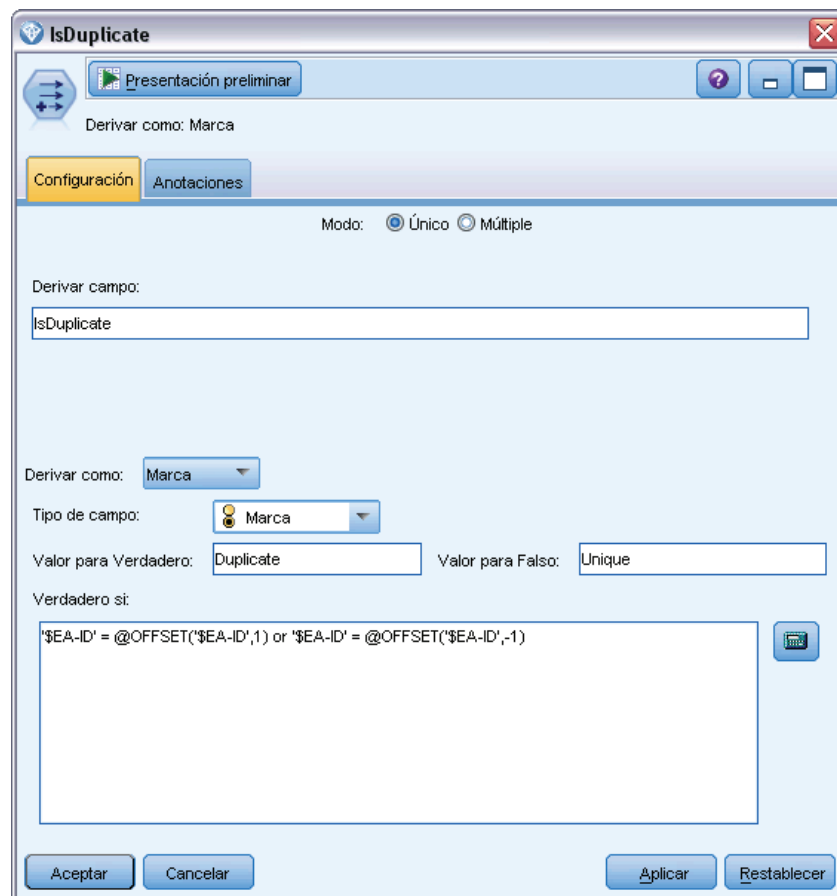 IsDuplicate
Presentación preliminar
Derivar como: Marca
Configuración Anotaciones
Modo: Único Múltiple
Derivar campo:
IsDuplicate
Derivar como: Marca
Tipo de campo: Marca
Valor para Verdadero: Duplicate Valor para Falso: Unique
Verdadero si:
'$EA-ID' = @OFFSET('$EA-ID',1) or '$EA-ID' = @OFFSET('$EA-ID',-1)
Aceptar Cancelar Aplicar Restablecer